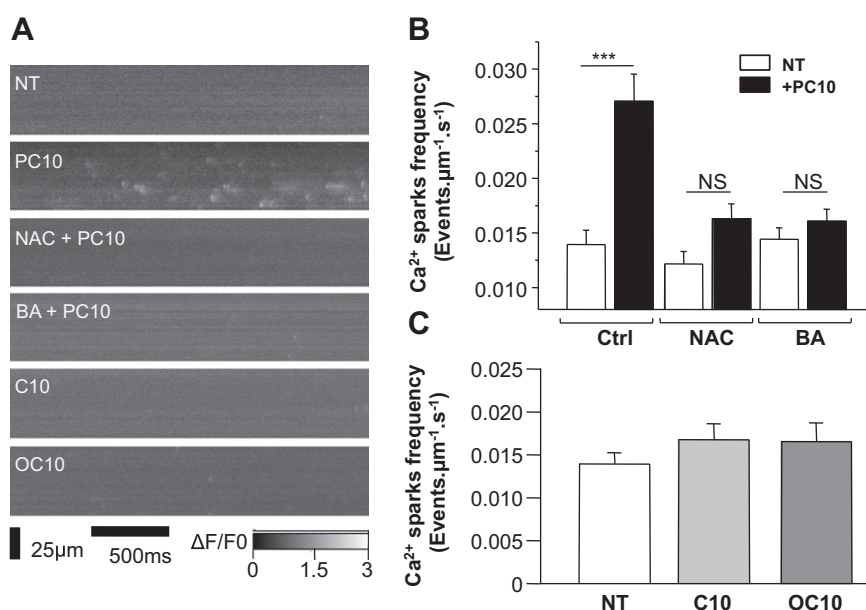 A
NT
PC10
NAC + PC10
BA + PC10
C10
OC10
25µm
500ms
ΔF/F0
0 1.5 3
B
Ca²⁺ sparks frequency
(Events.µm⁻¹.s⁻¹)
0.030
0.025
0.020
0.015
0.010
***
NS
NS
NT
+PC10
Ctrl NAC BA
C
Ca²⁺ sparks frequency
(Events.µm⁻¹.s⁻¹)
0.025
0.020
0.015
0.010
0.005
0
NT C10 OC10